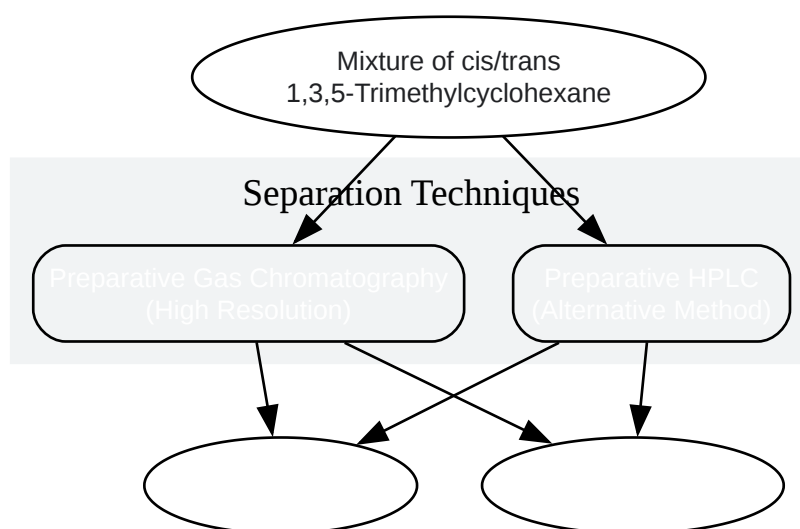 Mixture of cis/trans
1,3,5-Trimethylcyclohexane
Separation Techniques
Preparative Gas Chromatography
(High Resolution)
Preparative HPLC
(Alternative Method)